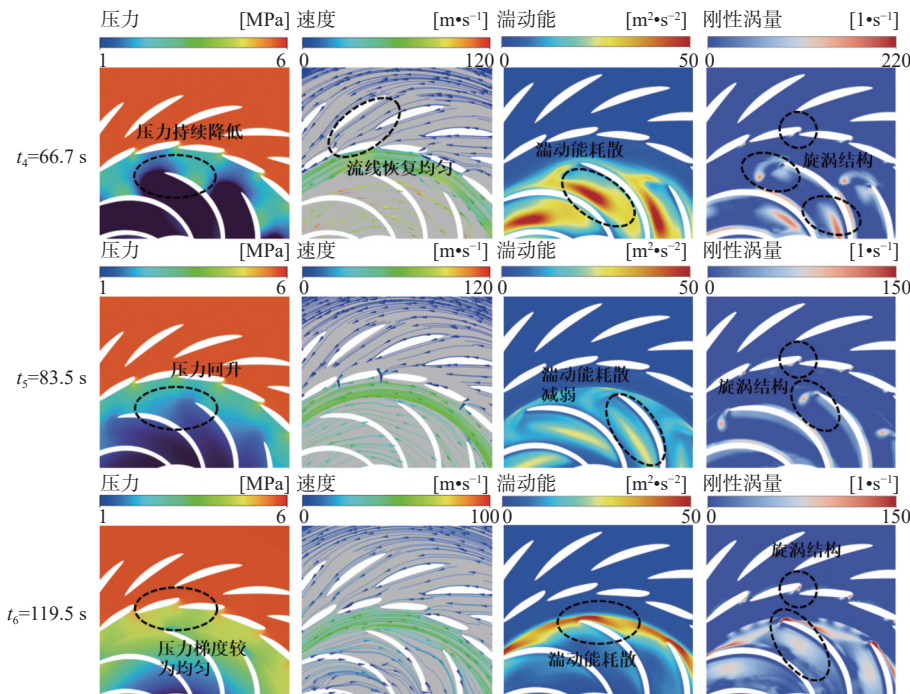 压力 [MPa] 速度 [m•s⁻¹] 湍动能 [m²•s⁻²] 刚性涡量 [1•s⁻¹]
1 6 0 120 0 50 0 220
t₄=66.7 s
压力持续降低
流线恢复均匀
湍动能耗散
旋涡结构
压力 [MPa] 速度 [m•s⁻¹] 湍动能 [m²•s⁻²] 刚性涡量 [1•s⁻¹]
1 6 0 120 0 50 0 150
t₅=83.5 s
压力回升
湍动能耗散
减弱
旋涡结构
压力 [MPa] 速度 [m•s⁻¹] 湍动能 [m²•s⁻²] 刚性涡量 [1•s⁻¹]
1 6 0 100 0 50 0 150
t₆=119.5 s
压力梯度较
为均匀
湍动能耗散
旋涡结构